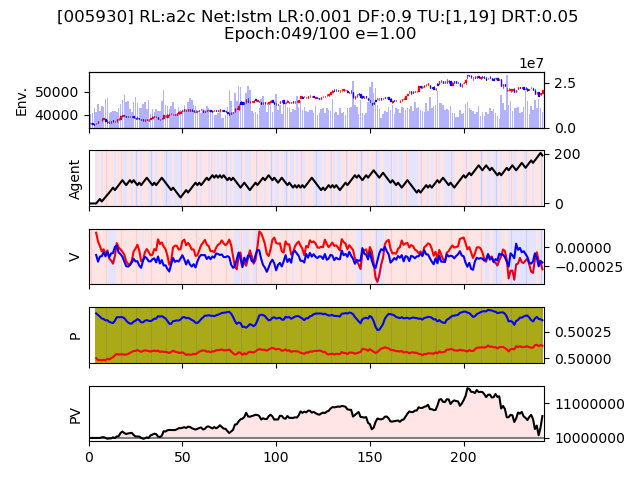 [005930] RL:a2c Net:lstm LR:0.001 DF:0.9 TU:[1,19] DRT:0.05
Epoch:049/100 e=1.00
1e7
Env.
50000
40000
2.5
0.0
Agent
200
0
V
0.00000
−0.00025
P
0.50025
0.50000
PV
11000000
10000000
0 50 100 150 200